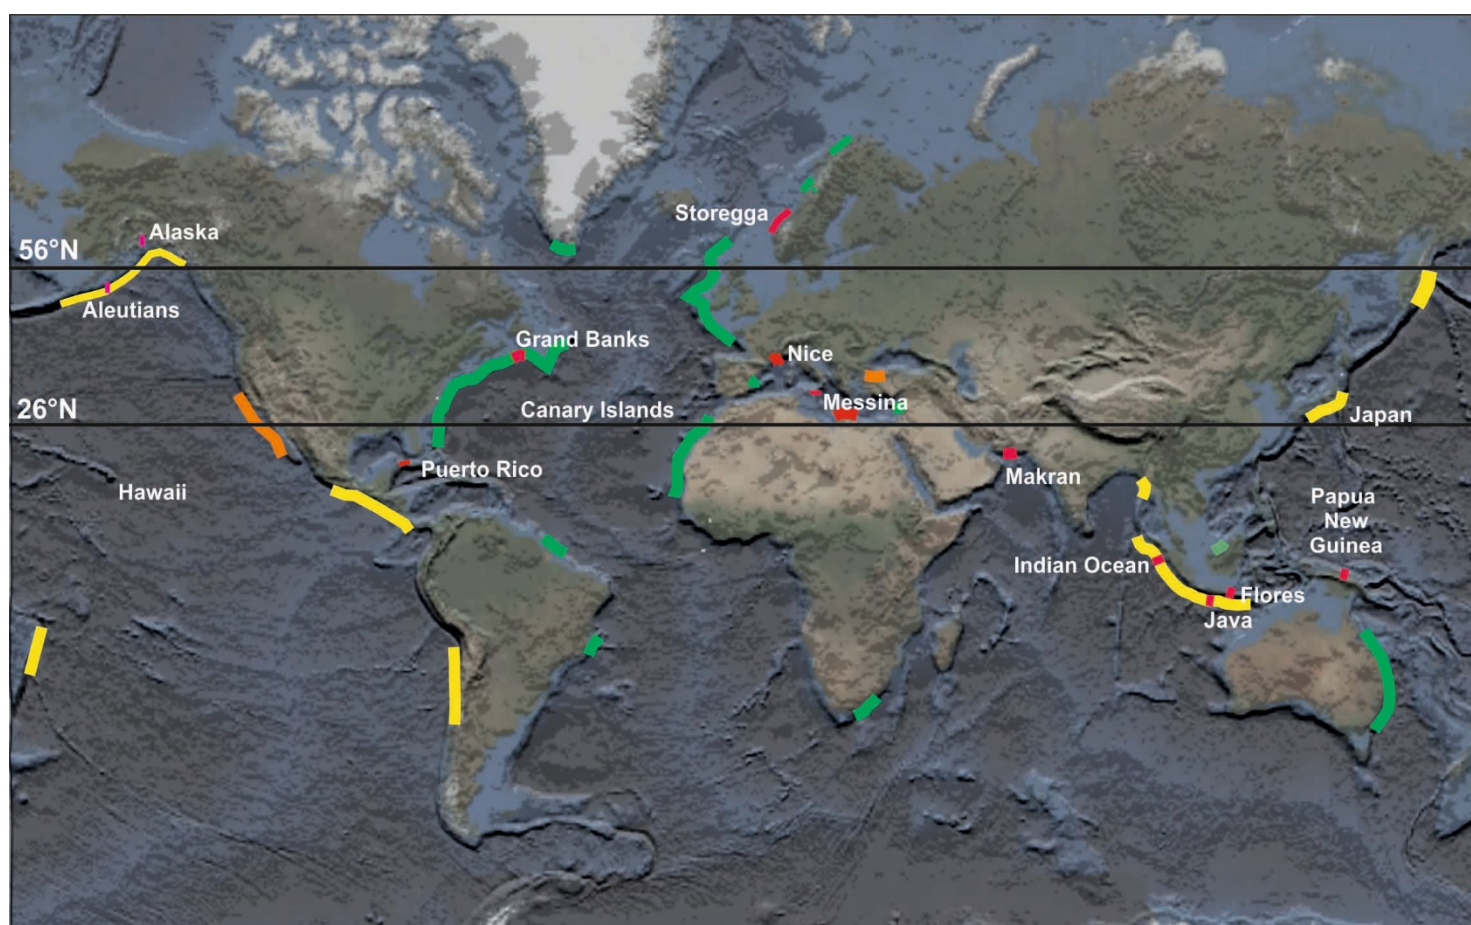 Alaska
56°N
Aleutians
Storegga
Grand Banks
Nice
Canary Islands
Messina
26°N
Japan
Puerto Rico
Makran
Hawaii
Papua
New
Guinea
Indian Ocean
Flores
Java